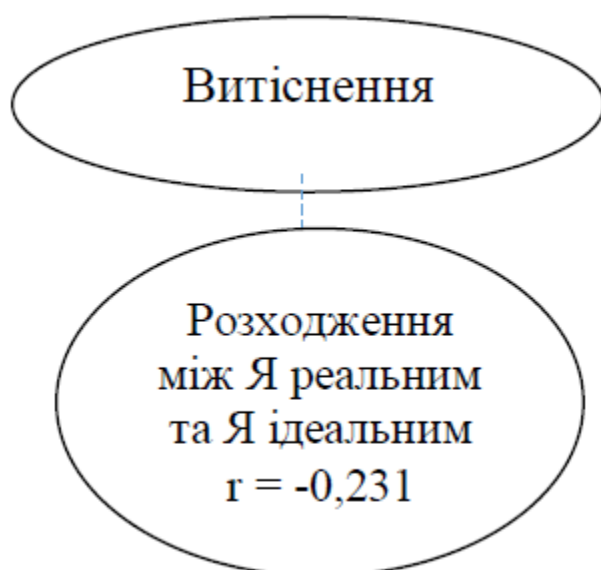 Витіснення
Розходження
між Я реальним
та Я ідеальним
r = -0,231